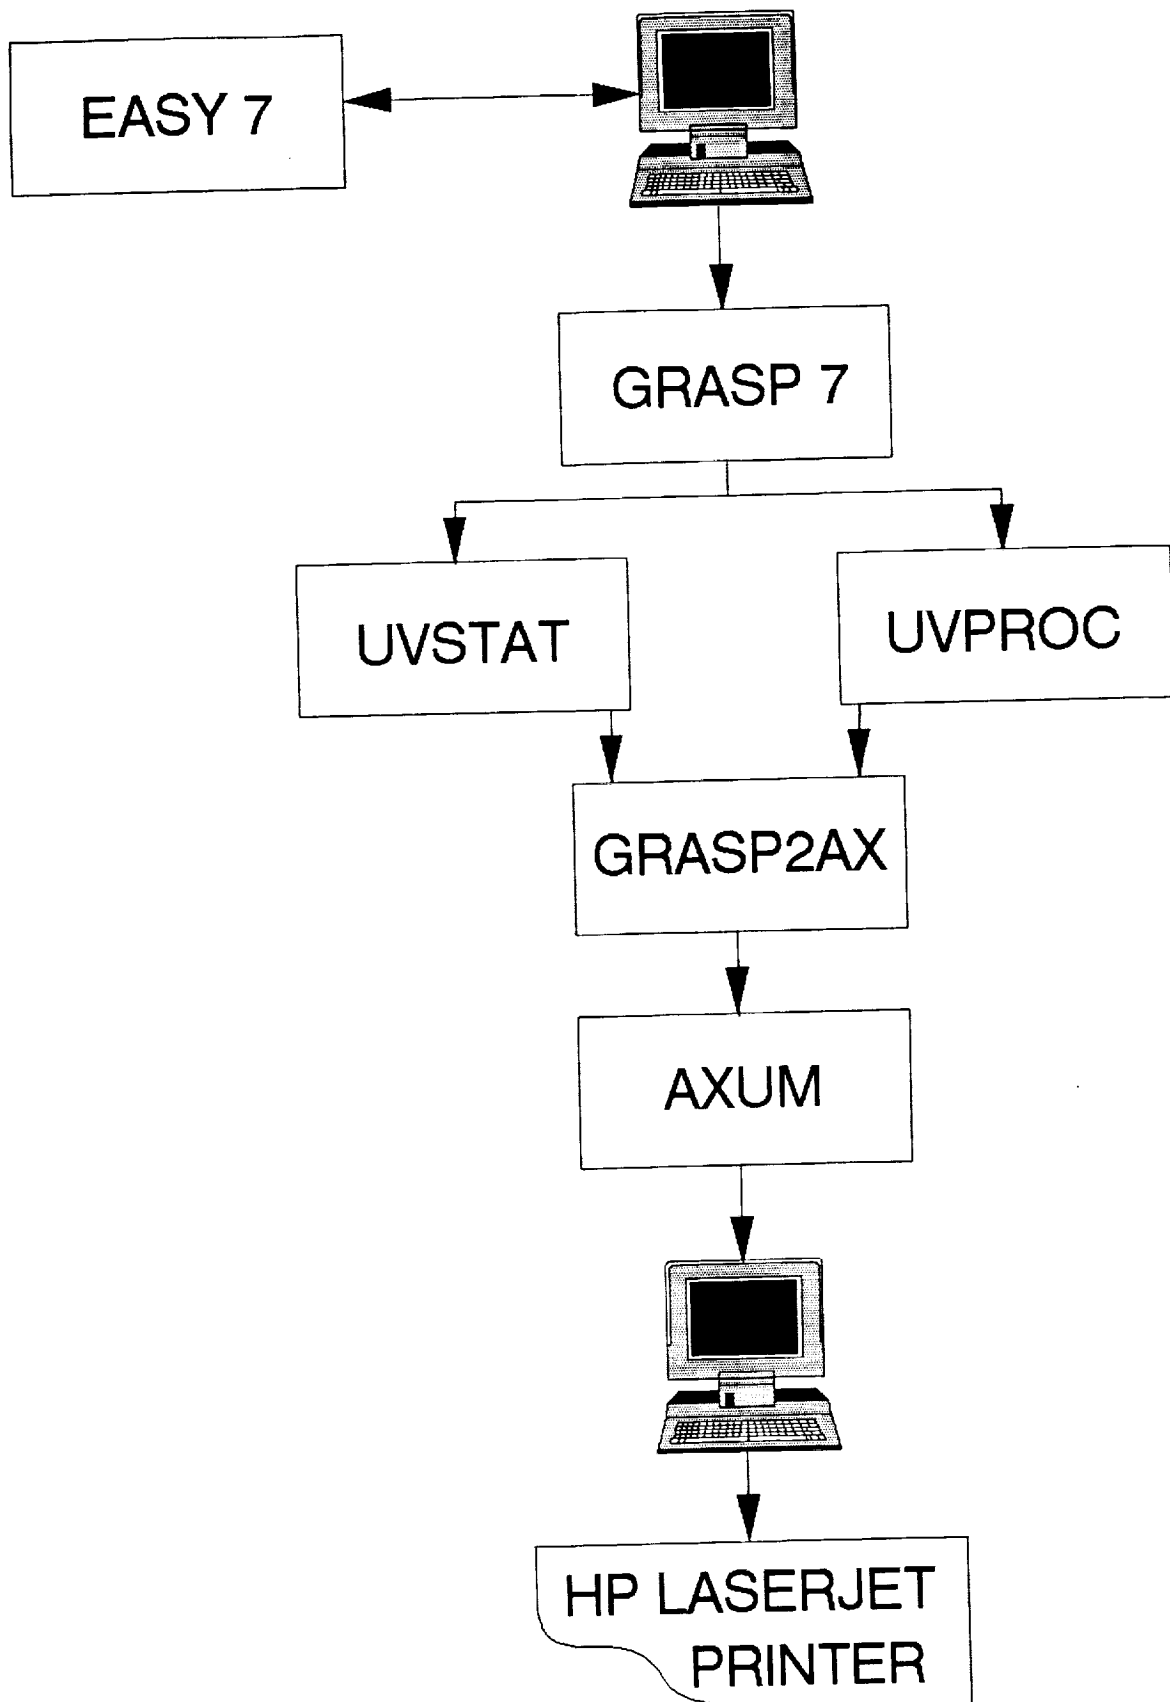 EASY 7
GRASP 7
UVSTAT
UVPROC
GRASP2AX
AXUM
HP LASERJET
PRINTER